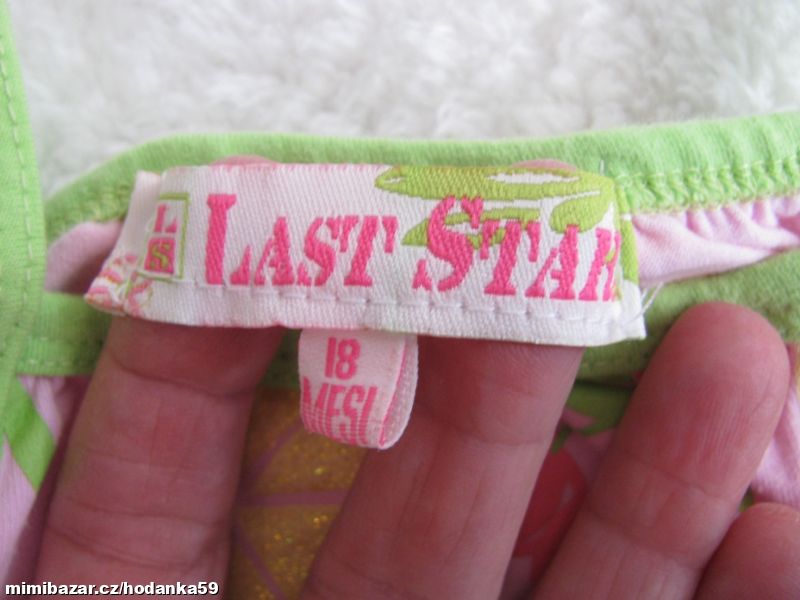 LS
LAST STAR
18
MESI
mimibazar.cz/hodanka59